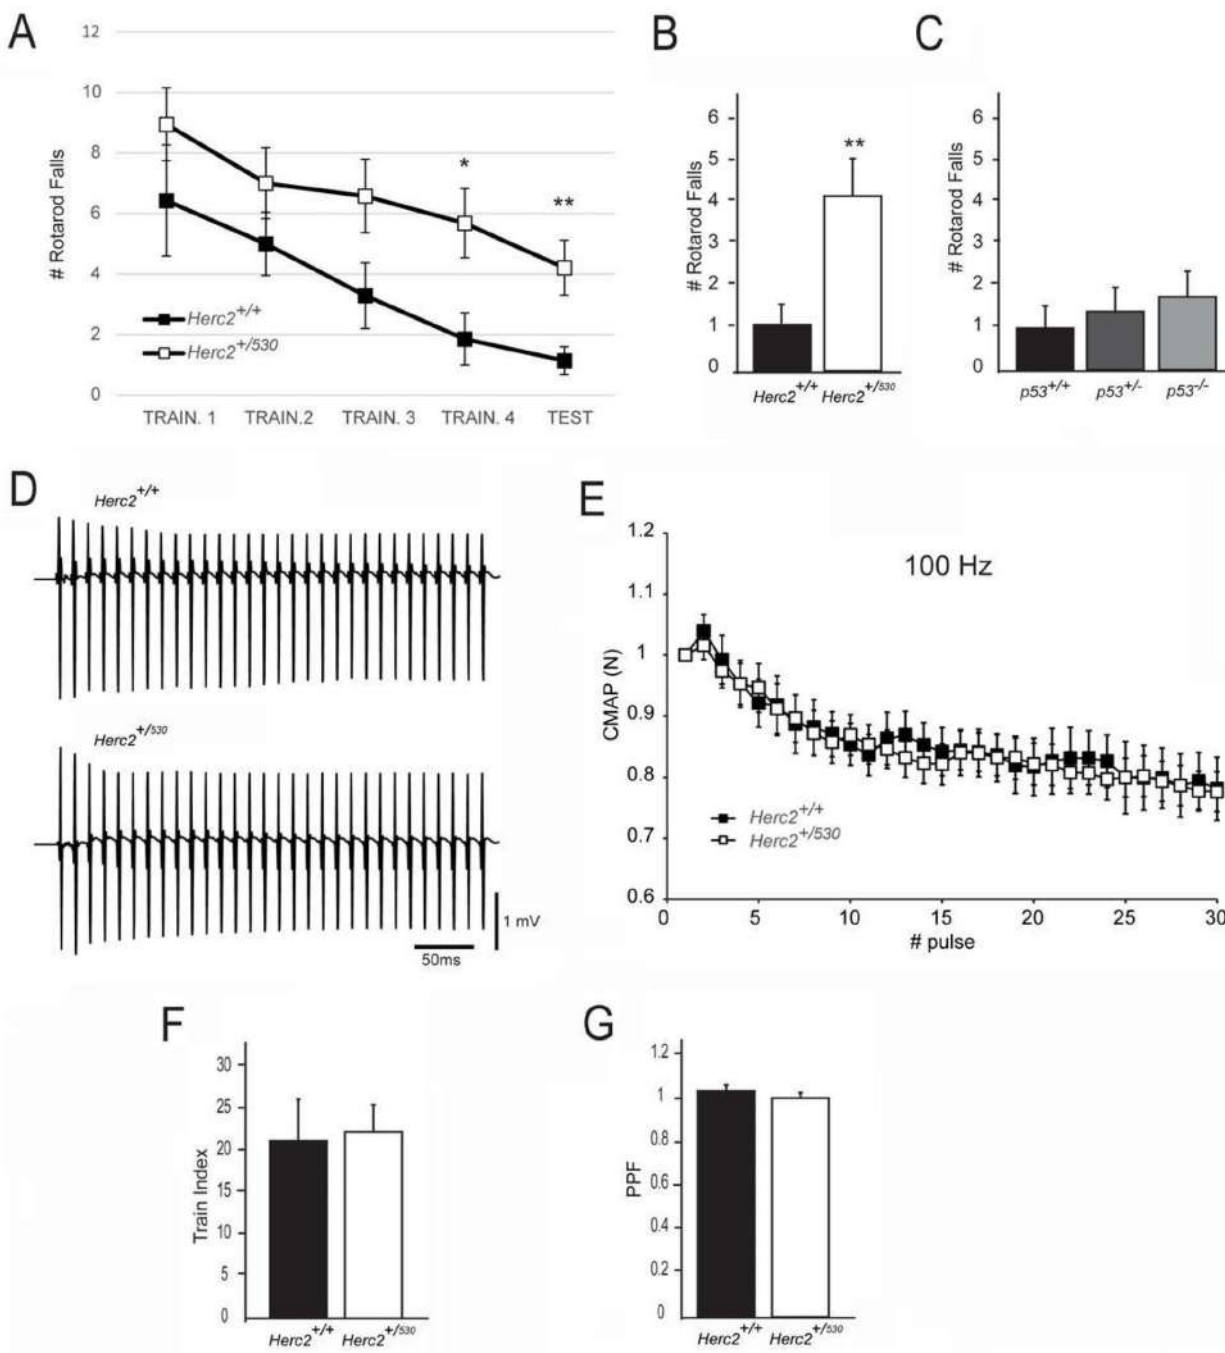 A
12
10
8
6
4
2
0
# Rotarod Falls
*
**
Herc2+/+
Herc2+/530
TRAIN. 1 TRAIN.2 TRAIN. 3 TRAIN. 4 TEST
B
6
5
4
3
2
1
0
# Rotarod Falls
**
Herc2+/+ Herc2+/530
C
6
5
4
3
2
1
0
# Rotarod Falls
p53+/+ p53+/- p53-/-
D
Herc2+/+
Herc2+/530
1 mV
50ms
E
1.2
1.1
1
0.9
0.8
0.7
0.6
CMAP (N)
100 Hz
Herc2+/+
Herc2+/530
0 5 10 15 20 25 30
# pulse
F
30
25
20
15
10
5
0
Train Index
Herc2+/+ Herc2+/530
G
1.2
1
0.8
0.6
0.4
0.2
0
PPF
Herc2+/+ Herc2+/530